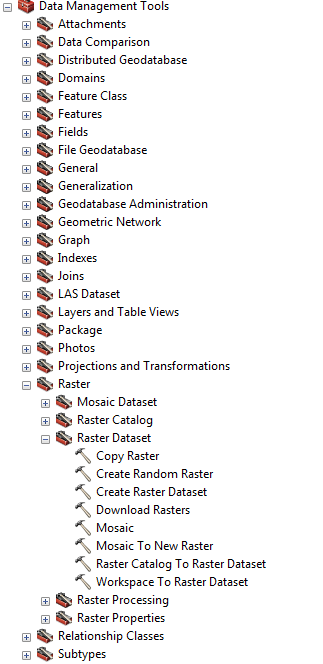 Data Management Tools
Attachments
Data Comparison
Distributed Geodatabase
Domains
Feature Class
Features
Fields
File Geodatabase
General
Generalization
Geodatabase Administration
Geometric Network
Graph
Indexes
Joins
LAS Dataset
Layers and Table Views
Package
Photos
Projections and Transformations
Raster
Mosaic Dataset
Raster Catalog
Raster Dataset
Copy Raster
Create Random Raster
Create Raster Dataset
Download Rasters
Mosaic
Mosaic To New Raster
Raster Catalog To Raster Dataset
Workspace To Raster Dataset
Raster Processing
Raster Properties
Relationship Classes
Subtypes